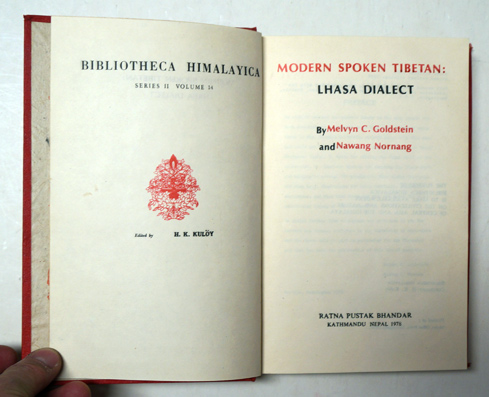 BIBLIOTHECA HIMALAYICA
SERIES II VOLUME 14
Edited by H. K. KULÖY
MODERN SPOKEN TIBETAN:
LHASA DIALECT
By Melvyn C. Goldstein
and Nawang Nornang
RATNA PUSTAK BHANDAR
KATHMANDU NEPAL 1978